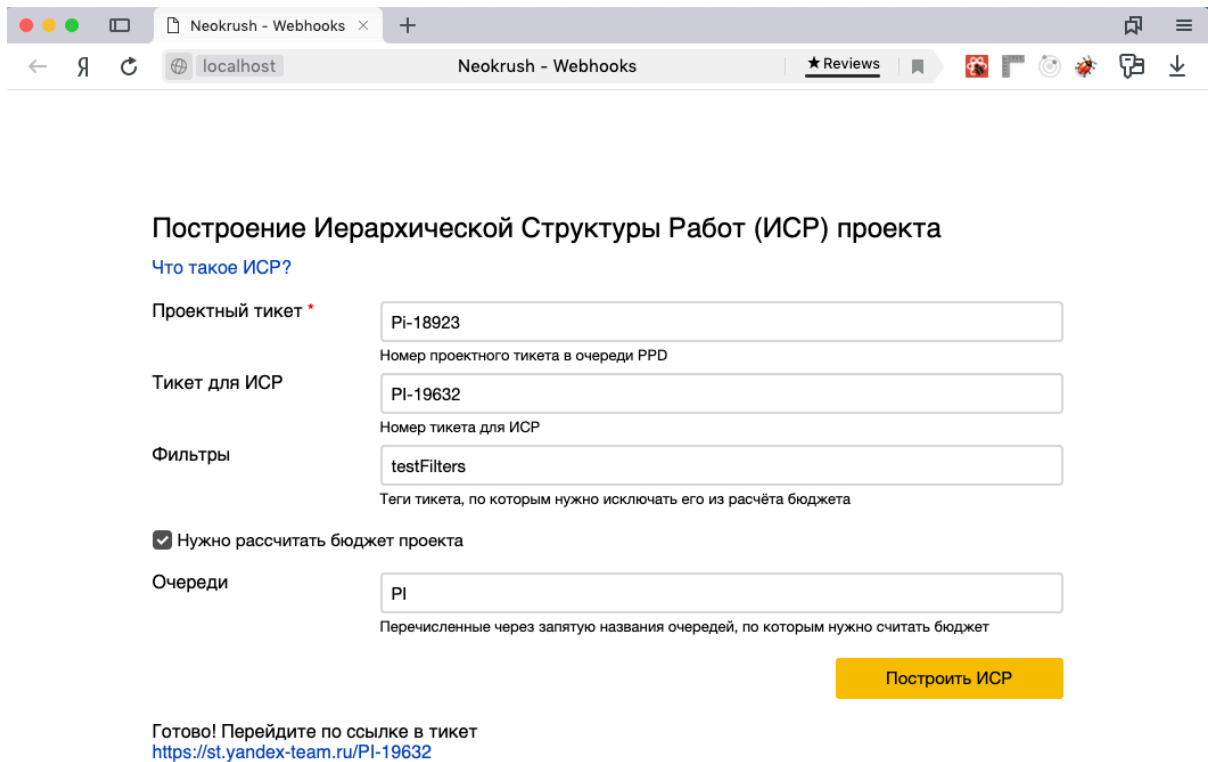 Neokrush - Webhooks
Я localhost Neokrush - Webhooks ★Reviews
Построение Иерархической Структуры Работ (ИСР) проекта
Что такое ИСР?
Проектный тикет *
Pi-18923
Номер проектного тикета в очереди PPD
Тикет для ИСР
PI-19632
Номер тикета для ИСР
Фильтры
testFilters
Теги тикета, по которым нужно исключать его из расчёта бюджета
Нужно рассчитать бюджет проекта
Очереди
PI
Перечисленные через запятую названия очередей, по которым нужно считать бюджет
Построить ИСР
Готово! Перейдите по ссылке в тикет
https://st.yandex-team.ru/PI-19632